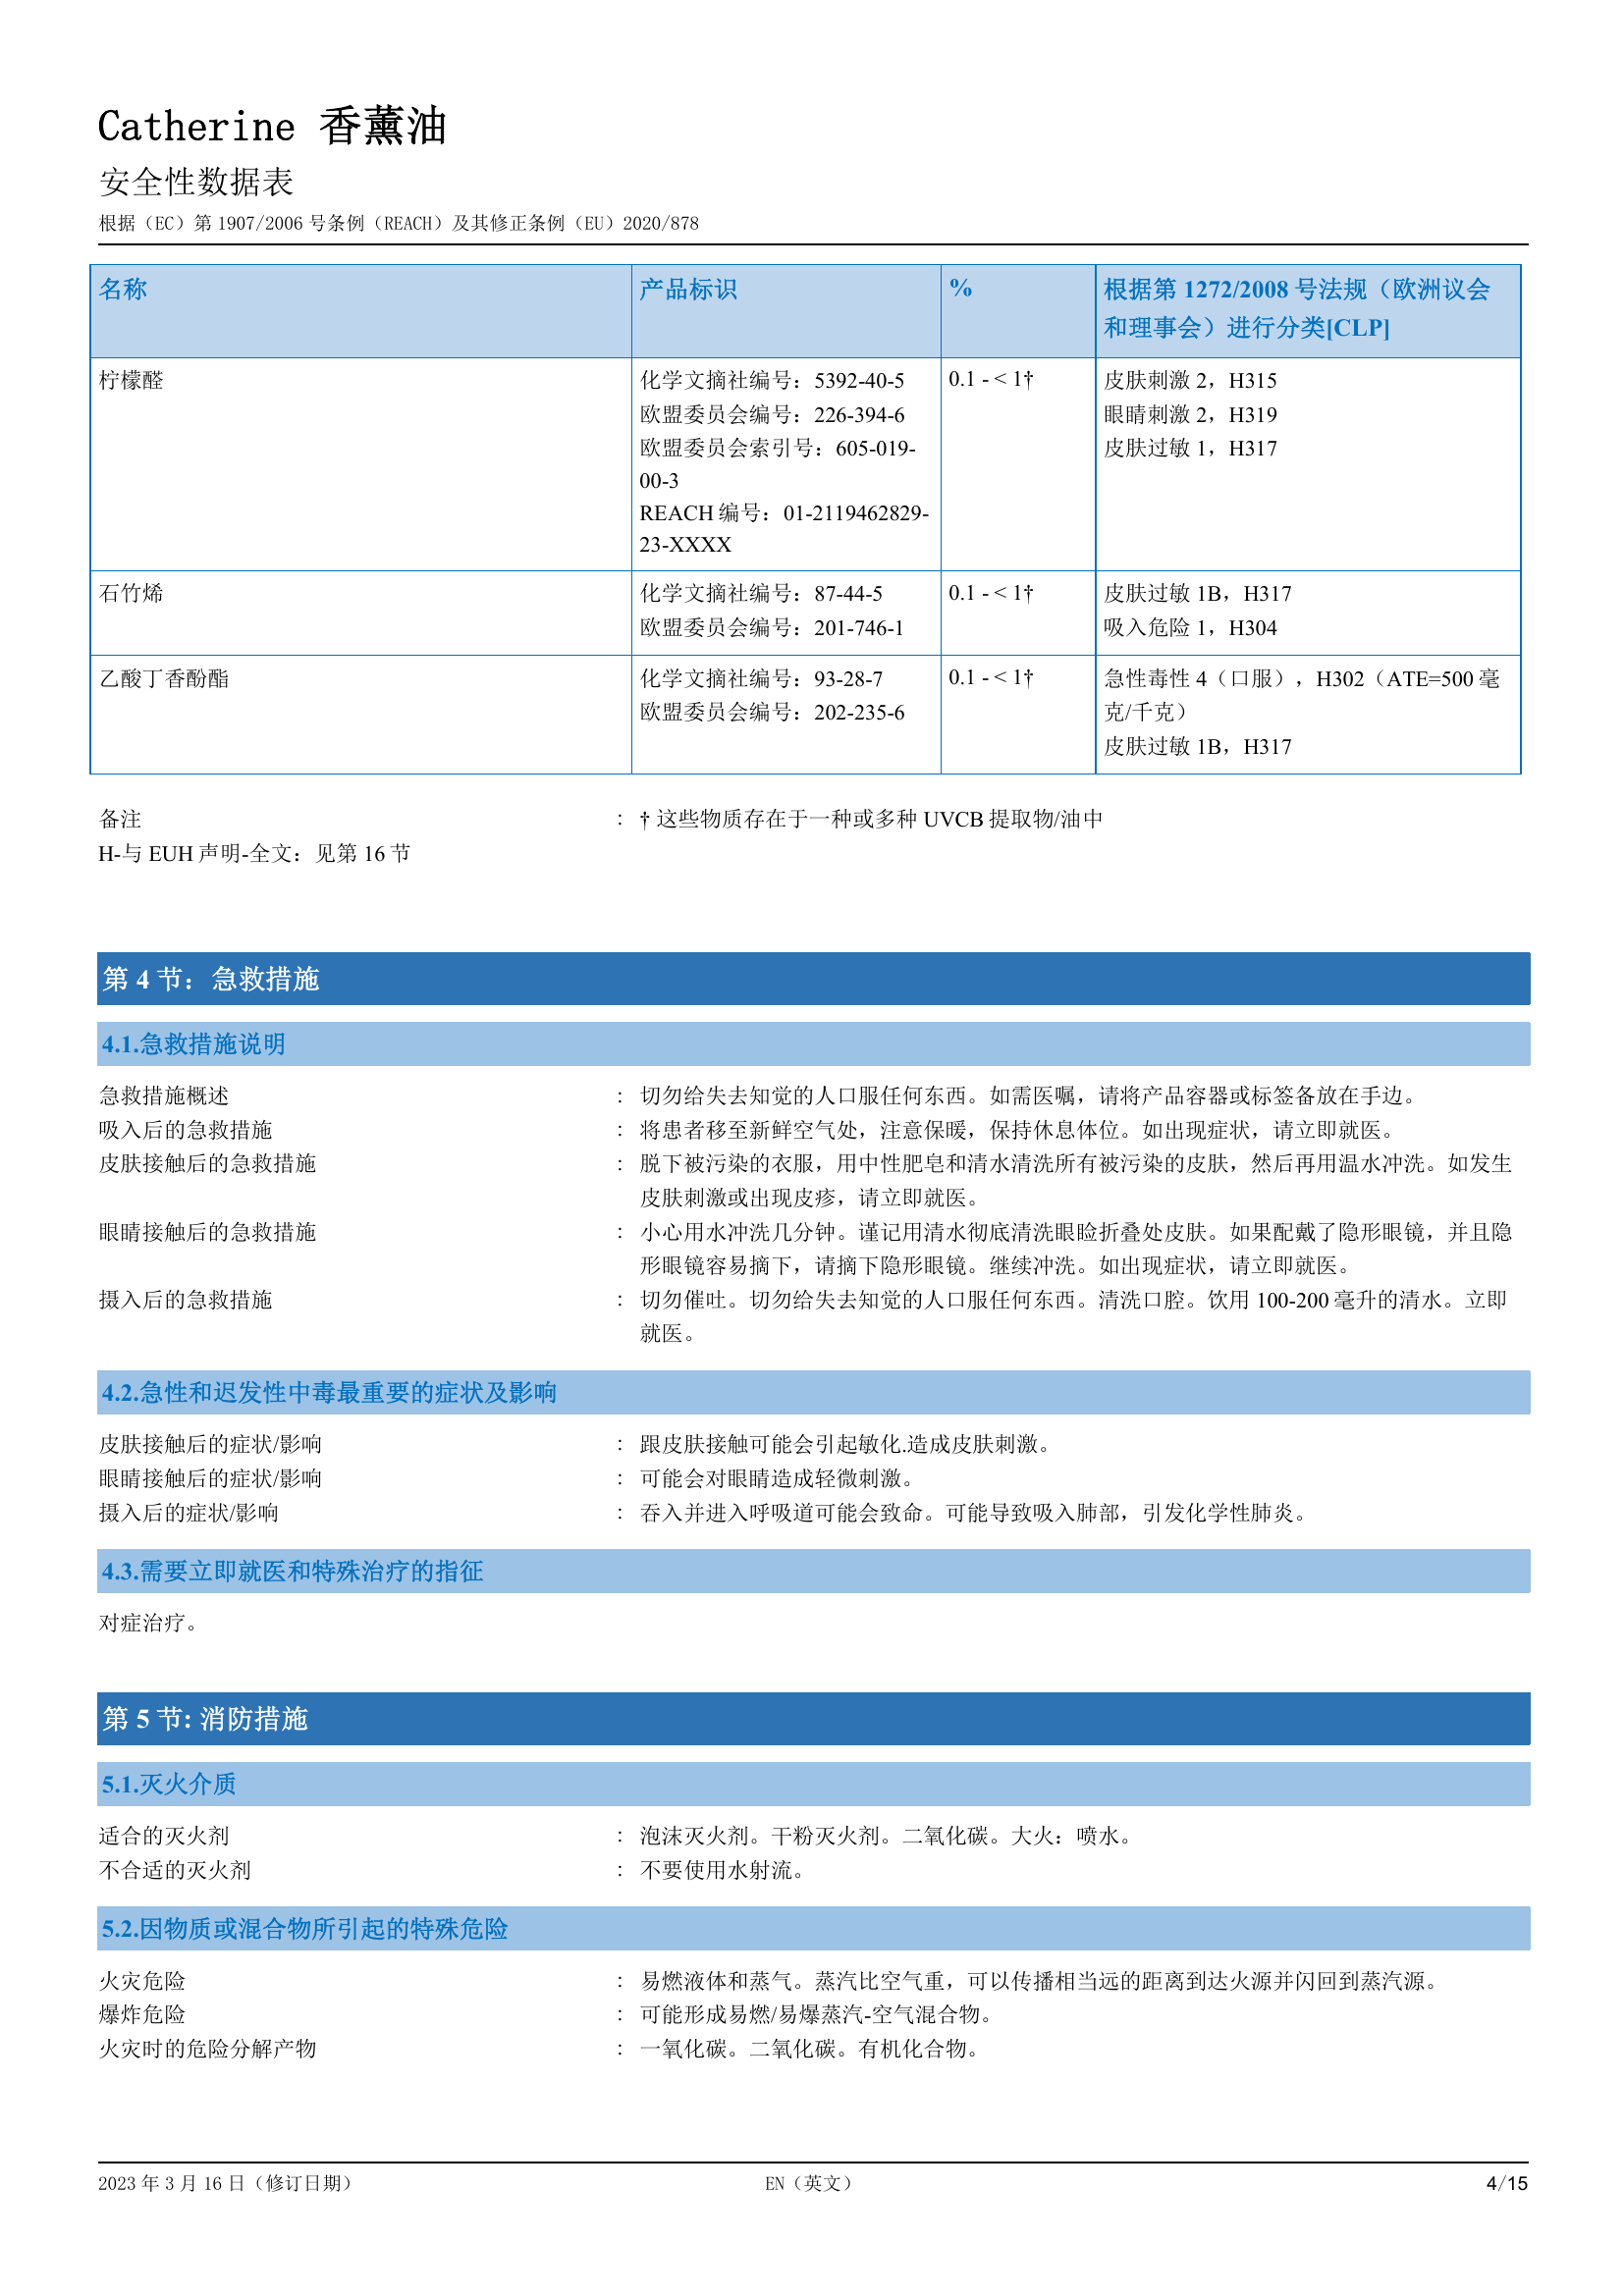 Catherine 香薰油
安全性数据表
根据（EC）第 1907/2006 号条例（REACH）及其修正条例（EU）2020/878
名称 产品标识 % 根据第 1272/2008 号法规（欧洲议会
和理事会）进行分类[CLP]
柠檬醛 化学文摘社编号：5392-40-5 0.1 - < 1† 皮肤刺激 2，H315
欧盟委员会编号：226-394-6 眼睛刺激 2，H319
欧盟委员会索引号：605-019- 皮肤过敏 1，H317
00-3
REACH 编号：01-2119462829-
23-XXXX
石竹烯 化学文摘社编号：87-44-5 0.1 - < 1† 皮肤过敏 1B，H317
欧盟委员会编号：201-746-1 吸入危险 1，H304
乙酸丁香酚酯 化学文摘社编号：93-28-7 0.1 - < 1† 急性毒性 4（口服），H302（ATE=500 毫
欧盟委员会编号：202-235-6 克/千克）
皮肤过敏 1B，H317
备注 : † 这些物质存在于一种或多种 UVCB 提取物/油中
H-与 EUH 声明-全文：见第 16 节
第 4 节：急救措施
4.1.急救措施说明
急救措施概述 : 切勿给失去知觉的人口服任何东西。如需医嘱，请将产品容器或标签备放在手边。
吸入后的急救措施 : 将患者移至新鲜空气处，注意保暖，保持休息体位。如出现症状，请立即就医。
皮肤接触后的急救措施 : 脱下被污染的衣服，用中性肥皂和清水清洗所有被污染的皮肤，然后再用温水冲洗。如发生
皮肤刺激或出现皮疹，请立即就医。
眼睛接触后的急救措施 : 小心用水冲洗几分钟。谨记用清水彻底清洗眼睑折叠处皮肤。如果配戴了隐形眼镜，并且隐
形眼镜容易摘下，请摘下隐形眼镜。继续冲洗。如出现症状，请立即就医。
摄入后的急救措施 : 切勿催吐。切勿给失去知觉的人口服任何东西。清洗口腔。饮用 100-200 毫升的清水。立即
就医。
4.2.急性和迟发性中毒最重要的症状及影响
皮肤接触后的症状/影响 : 跟皮肤接触可能会引起敏化.造成皮肤刺激。
眼睛接触后的症状/影响 : 可能会对眼睛造成轻微刺激。
摄入后的症状/影响 : 吞入并进入呼吸道可能会致命。可能导致吸入肺部，引发化学性肺炎。
4.3.需要立即就医和特殊治疗的指征
对症治疗。
第 5 节: 消防措施
5.1.灭火介质
适合的灭火剂 : 泡沫灭火剂。干粉灭火剂。二氧化碳。大火：喷水。
不合适的灭火剂 : 不要使用水射流。
5.2.因物质或混合物所引起的特殊危险
火灾危险 : 易燃液体和蒸气。蒸汽比空气重，可以传播相当远的距离到达火源并闪回到蒸汽源。
爆炸危险 : 可能形成易燃/易爆蒸汽-空气混合物。
火灾时的危险分解产物 : 一氧化碳。二氧化碳。有机化合物。
2023 年 3 月 16 日（修订日期） EN（英文） 4/15